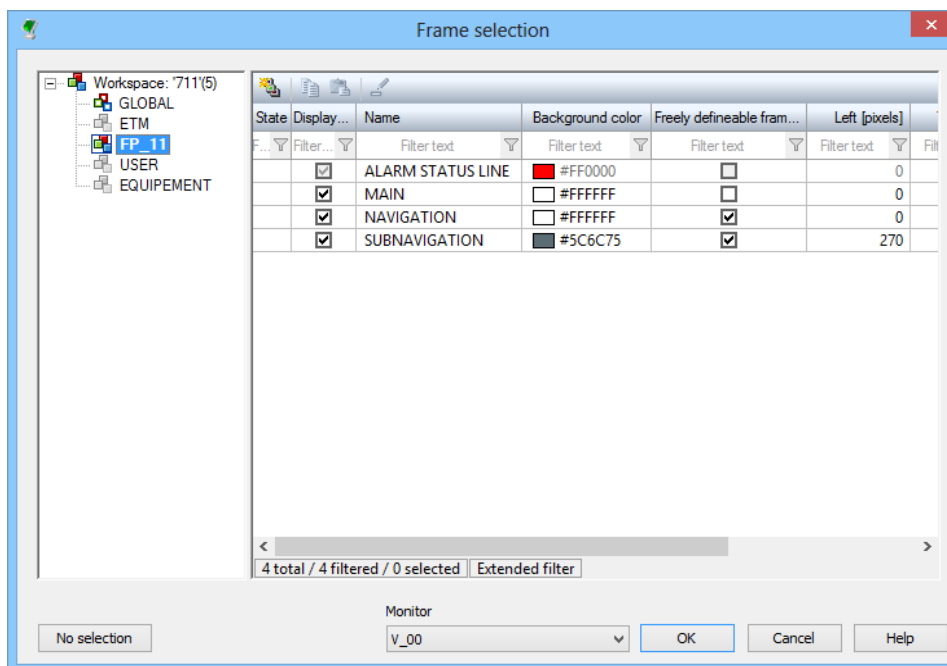 Frame selection
Workspace: '711'(5)
GLOBAL
ETM
FP_11
USER
EQUIPEMENT
State Display... Name Background color Freely defineable fram... Left [pixels]
F... Filter... Filter text Filter text Filter text Filter text Filt
ALARM STATUS LINE #FF0000 0
MAIN #FFFFFF 0
NAVIGATION #FFFFFF 0
SUBNAVIGATION #5C6C75 270
4 total / 4 filtered / 0 selected Extended filter
Monitor
No selection V_00 OK Cancel Help